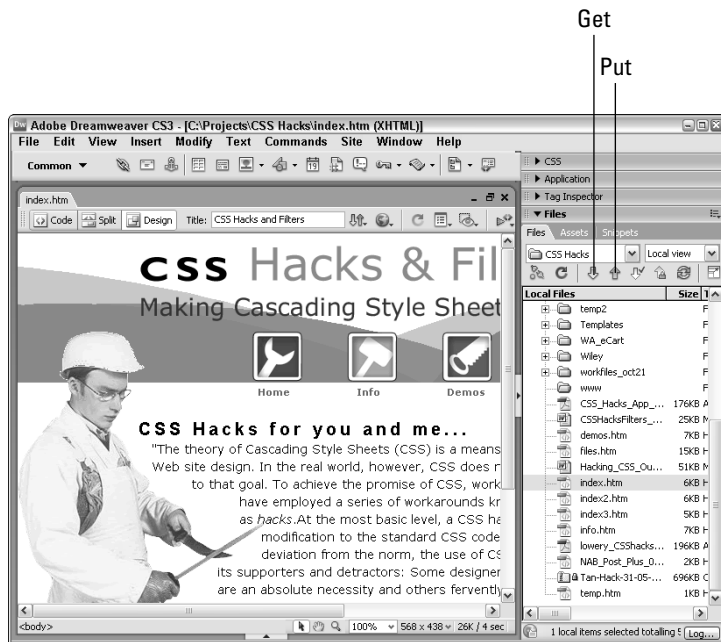 Get
Put
Dw Adobe Dreamweaver CS3 - [C:\Projects\CSS Hacks\index.htm (XHTML)]
File Edit View Insert Modify Text Commands Site Window Help
Common
index.htm
Code Split Design Title: CSS Hacks and Filters
css Hacks & Fil
Making Cascading Style Sheet
Home Info Demos
CSS Hacks for you and me...
"The theory of Cascading Style Sheets (CSS) is a means
Web site design. In the real world, however, CSS does r
to that goal. To achieve the promise of CSS, work
have employed a series of workarounds kr
as hacks.At the most basic level, a CSS ha
modification to the standard CSS code
deviation from the norm, the use of CS
its supporters and detractors: Some designer
are an absolute necessity and others fervently
<body> 100% 568 x 438 26K / 4 sec
CSS
Application
Tag Inspector
Files
Files Assets Snippets
CSS Hacks Local view
Local Files Size T
temp2 F
Templates F
WA_eCart F
Wiley F
workfiles_oct21 F
www F
CSS_Hacks_App_... 176KB A
CSSHacksFilters_... 25KB M
demos.htm 7KB H
files.htm 15KB H
Hacking_CSS_Ou... 51KB M
index.htm 6KB H
index2.htm 6KB H
index3.htm 5KB H
info.htm 7KB H
lowery_CSShacks... 196KB A
NAB_Post_Plus_0... 2KB H
Tan-Hack-31-05-... 696KB C
temp.htm 1KB H
1 local items selected totalling Log...